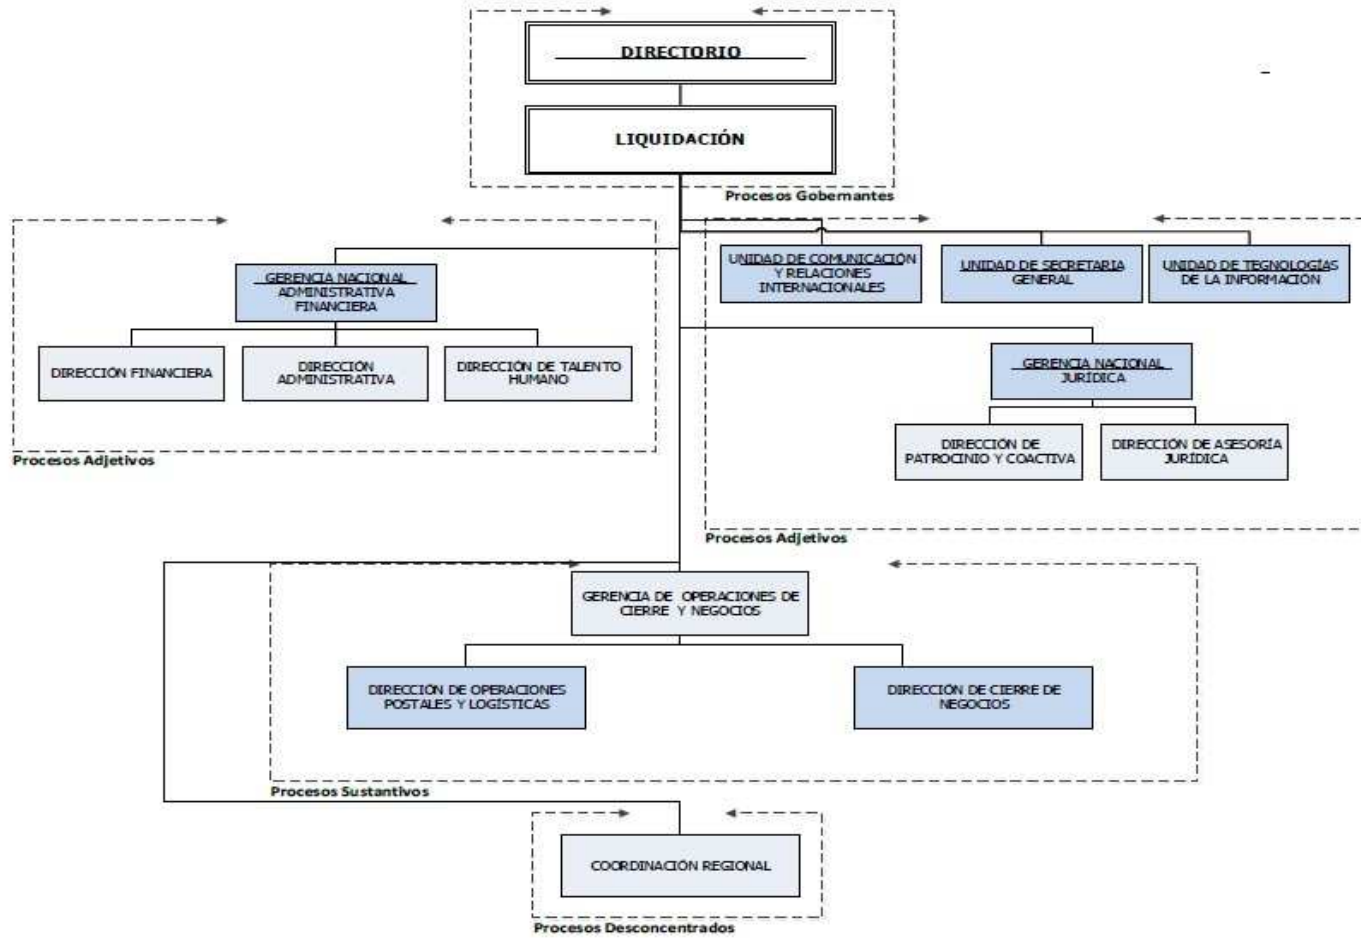 DIRECTORIO
LIQUIDACIÓN
Procesos Gobernantes
GERENCIA NACIONAL
ADMINISTRATIVA
FINANCIERA
DIRECCIÓN FINANCIERA
DIRECCIÓN
ADMINISTRATIVA
DIRECCIÓN DE TALENTO
HUMANO
Procesos Adjetivos
UNIDAD DE COMUNICACIÓN
Y RELACIONES
INTERNACIONALES
UNIDAD DE SECRETARIA
GENERAL
UNIDAD DE TEGNOLOGÍAS
DE LA INFORMACIÓN
GERENCIA NACIONAL
JURÍDICA
DIRECCIÓN DE
PATROCINIO Y COACTIVA
DIRECCIÓN DE ASESORÍA
JURÍDICA
Procesos Adjetivos
GERENCIA DE OPERACIONES DE
CIERRE Y NEGOCIOS
DIRECCIÓN DE OPERACIONES
POSTALES Y LOGÍSTICAS
DIRECCIÓN DE CIERRE DE
NEGOCIOS
Procesos Sustantivos
COORDINACIÓN REGIONAL
Procesos Desconcentrados